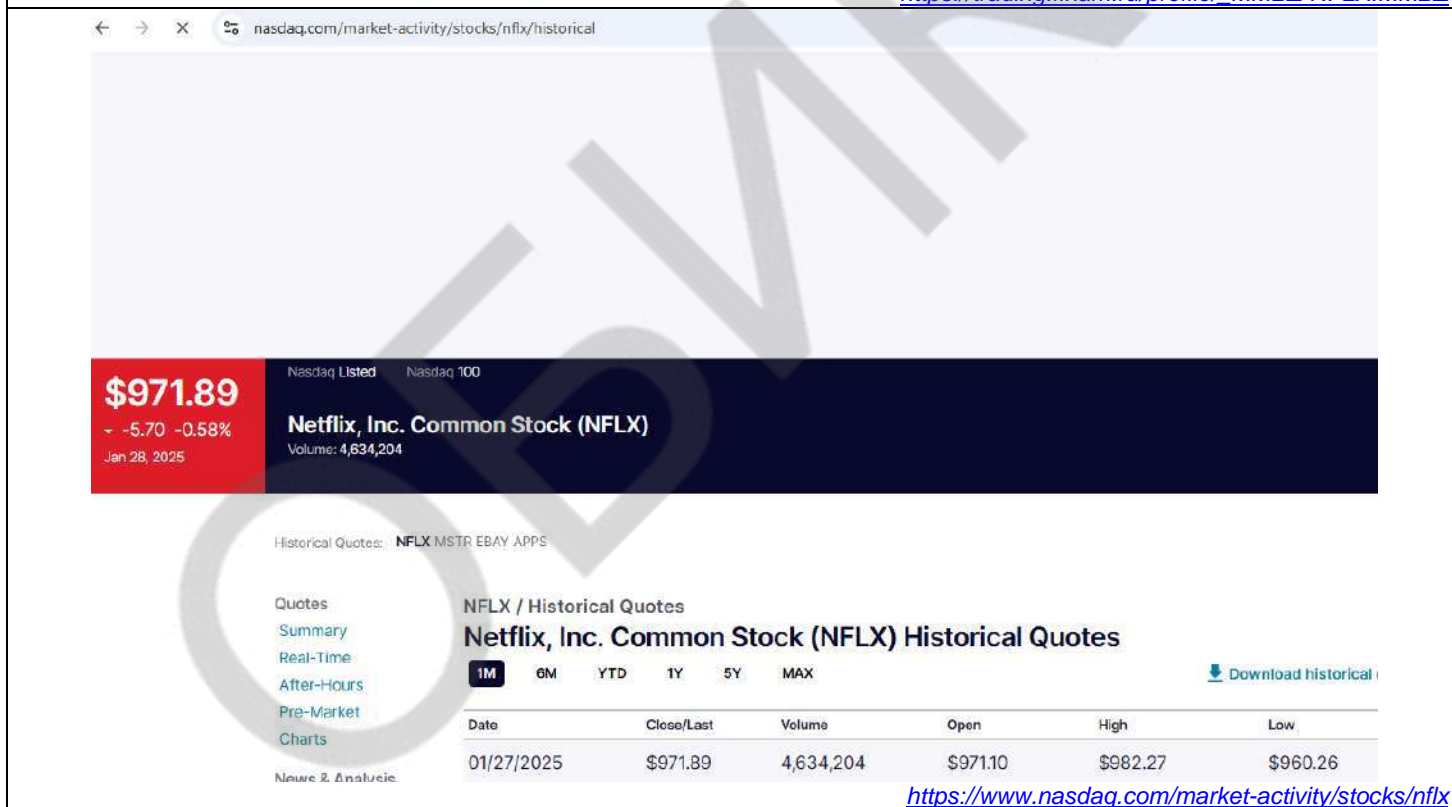 nasdaq.com/market-activity/stocks/nflx/historical
$971.89
-5.70 -0.58%
Jan 28, 2025
Nasdaq Listed Nasdaq 100
Netflix, Inc. Common Stock (NFLX)
Volume: 4,634,204
Historical Quotes: NFLX MSTR EBAY APPS
Quotes
Summary
Real-Time
After-Hours
Pre-Market
Charts
News & Analysis
NFLX / Historical Quotes
Netflix, Inc. Common Stock (NFLX) Historical Quotes
1M 6M YTD 1Y 5Y MAX
Download historical
Date Close/Last Volume Open High Low
01/27/2025 $971.89 4,634,204 $971.10 $982.27 $960.26
https://www.nasdaq.com/market-activity/stocks/nflx